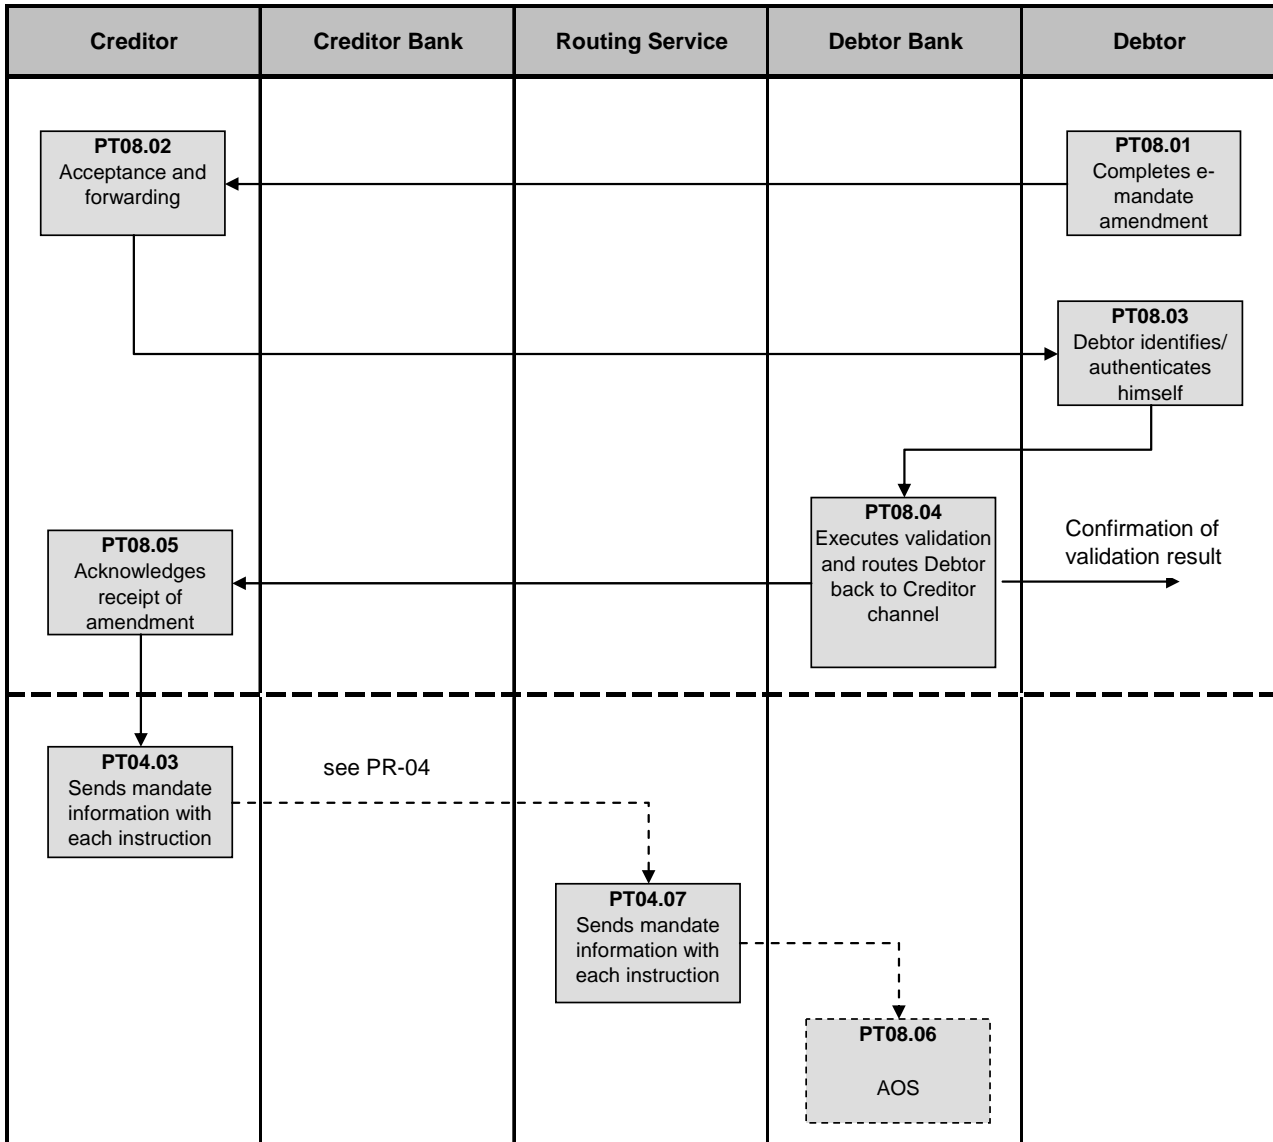 Creditor
Creditor Bank
Routing Service
Debtor Bank
Debtor
PT08.02
Acceptance and
forwarding
PT08.01
Completes e-
mandate
amendment
PT08.03
Debtor identifies/
authenticates
himself
PT08.04
Executes validation
and routes Debtor
back to Creditor
channel
Confirmation of
validation result
PT08.05
Acknowledges
receipt of
amendment
PT04.03
Sends mandate
information with
each instruction
see PR-04
PT04.07
Sends mandate
information with
each instruction
PT08.06
AOS